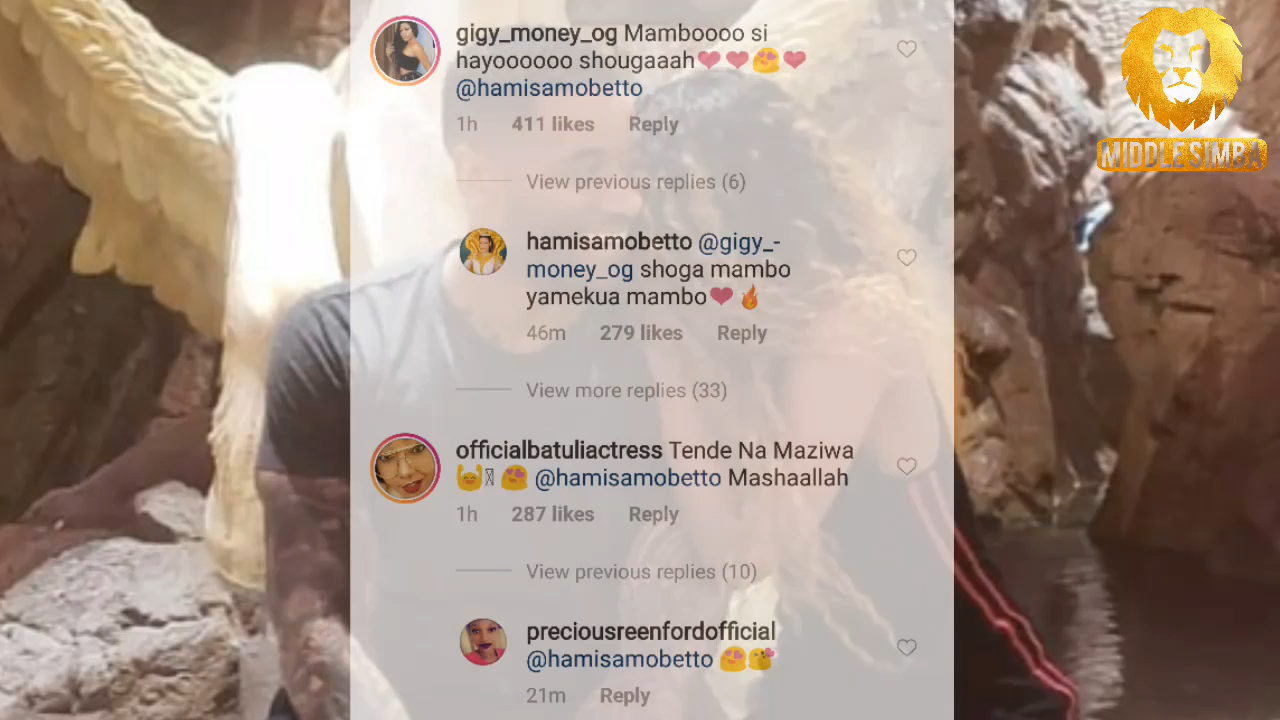 gigy_money_og Mamboooo si
hayoooooo shougaaah❤❤😍❤
@hamisamobetto
1h 411 likes Reply
View previous replies (6)
hamisamobetto @gigy_-
money_og shoga mambo
yamekua mambo❤🔥
46m 279 likes Reply
View more replies (33)
officialbatuliactress Tende Na Maziwa
🙌 😍 @hamisamobetto Mashaallah
1h 287 likes Reply
View previous replies (10)
preciousreenfordofficial
@hamisamobetto 😍😘
21m Reply
MIDDLE SIMBA